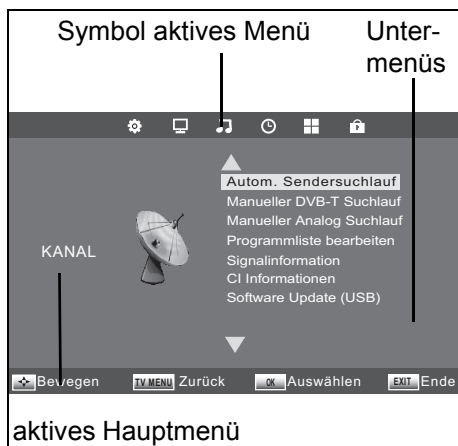 Symbol aktives Menü
Unter-
menüs
Autom. Sendersuchlauf
Manueller DVB-T Suchlauf
Manueller Analog Suchlauf
Programmliste bearbeiten
KANAL
Signalinformation
CI Informationen
Software Update (USB)
Bewegen TV MENU Zurück OK Auswählen EXIT Ende
aktives Hauptmenü